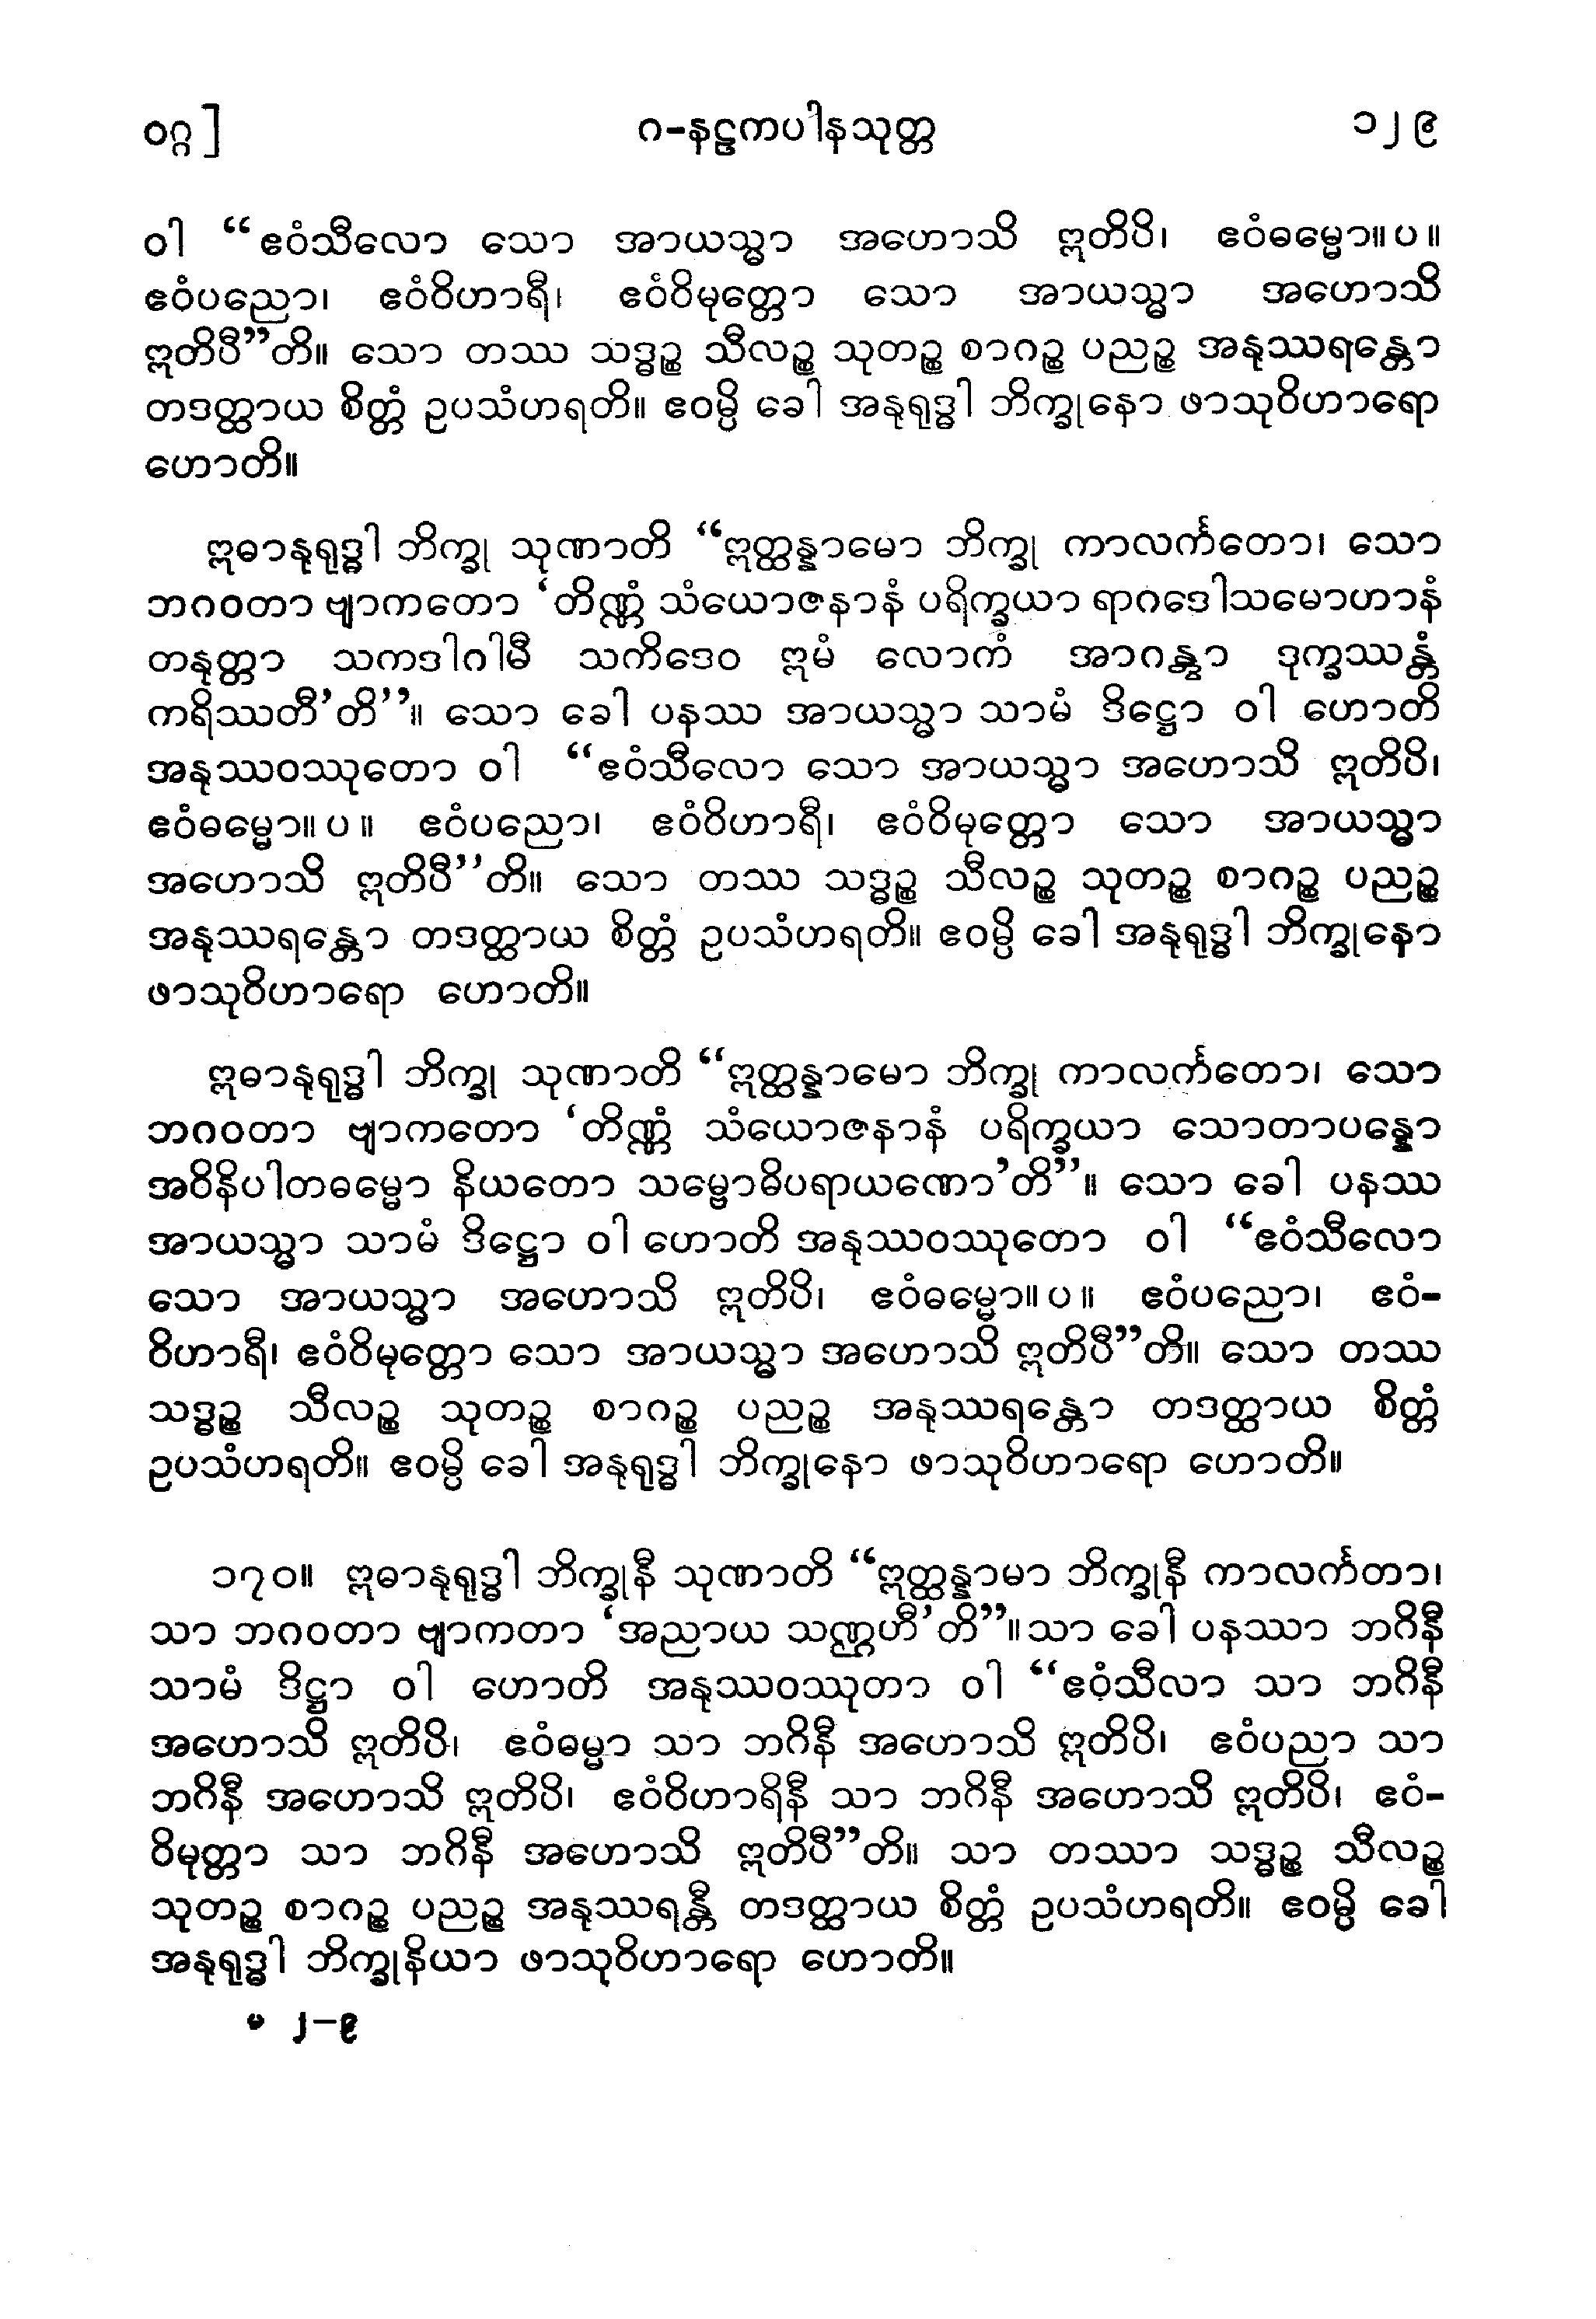 ဝဂ္ဂ]
ဂ-နဠကပါနသုတ္တ
၁၂၉
ဝါ “ဧဝံသီလော သော အာယသ္မာ အဟောသိ ဣတိပိ၊ ဧဝံဓမ္မော။ပ။
ဧဝံပညော၊ ဧဝံဝိဟာရီ၊ ဧဝံဝိမုတ္တော သော အာယသ္မာ အဟောသိ
ဣတိပီ”တိ။ သော တဿ သဒ္ဓဉ္စ သီလဉ္စ သုတဉ္စ စာဂဉ္စ ပညဉ္စ အနုဿရန္တော
တဒတ္ထာယ စိတ္တံ ဥပသံဟရတိ။ ဧဝမ္ပိ ခေါ အနုရုဒ္ဓါ ဘိက္ခုနော ဖာသုဝိဟာရော
ဟောတိ။
ဣဓာနုရုဒ္ဓါ ဘိက္ခု သုဏာတိ “ဣတ္ထန္နာမော ဘိက္ခု ကာလင်္ကတော၊ သော
ဘဂဝတာ ဗျာကတော ‘တိဏ္ဏံ သံယောဇနာနံ ပရိက္ခယာ ရာဂဒေါသမောဟာနံ
တနုတ္တာ သကဒါဂါမီ သကိဒေဝ ဣမံ လောကံ အာဂန္တွာ ဒုက္ခဿန္တံ
ကရိဿတီ’တိ”။ သော ခေါ ပနဿ အာယသ္မာ သာမံ ဒိဋ္ဌော ဝါ ဟောတိ
အနုဿဝဿုတော ဝါ “ဧဝံသီလော သော အာယသ္မာ အဟောသိ ဣတိပိ၊
ဧဝံဓမ္မော။ပ။ ဧဝံပညော၊ ဧဝံဝိဟာရီ၊ ဧဝံဝိမုတ္တော သော အာယသ္မာ
အဟောသိ ဣတိပီ”တိ။ သော တဿ သဒ္ဓဉ္စ သီလဉ္စ သုတဉ္စ စာဂဉ္စ ပညဉ္စ
အနုဿရန္တော တဒတ္ထာယ စိတ္တံ ဥပသံဟရတိ။ ဧဝမ္ပိ ခေါ အနုရုဒ္ဓါ ဘိက္ခုနော
ဖာသုဝိဟာရော ဟောတိ။
ဣဓာနုရုဒ္ဓါ ဘိက္ခု သုဏာတိ “ဣတ္ထန္နာမော ဘိက္ခု ကာလင်္ကတော၊ သော
ဘဂဝတာ ဗျာကတော ‘တိဏ္ဏံ သံယောဇနာနံ ပရိက္ခယာ သောတာပန္နော
အဝိနိပါတဓမ္မော နိယတော သမ္ဗောဓိပရာယဏော’တိ”။ သော ခေါ ပနဿ
အာယသ္မာ သာမံ ဒိဋ္ဌော ဝါ ဟောတိ အနုဿဝဿုတော ဝါ “ဧဝံသီလော
သော အာယသ္မာ အဟောသိ ဣတိပိ၊ ဧဝံဓမ္မော။ပ။ ဧဝံပညော၊ ဧဝံ-
ဝိဟာရီ၊ ဧဝံဝိမုတ္တော သော အာယသ္မာ အဟောသိ ဣတိပီ”တိ။ သော တဿ
သဒ္ဓဉ္စ သီလဉ္စ သုတဉ္စ စာဂဉ္စ ပညဉ္စ အနုဿရန္တော တဒတ္ထာယ စိတ္တံ
ဥပသံဟရတိ။ ဧဝမ္ပိ ခေါ အနုရုဒ္ဓါ ဘိက္ခုနော ဖာသုဝိဟာရော ဟောတိ။
၁၇၀။ ဣဓာနုရုဒ္ဓါ ဘိက္ခုနီ သုဏာတိ “ဣတ္ထန္နာမာ ဘိက္ခုနီ ကာလင်္ကတာ၊
သာ ဘဂဝတာ ဗျာကတာ ‘အညာယ သဏ္ဌဟီ’တိ”။သာ ခေါ ပနဿာ ဘဂိနီ
သာမံ ဒိဋ္ဌာ ဝါ ဟောတိ အနုဿဝဿုတာ ဝါ “ဧဝံသီလာ သာ ဘဂိနီ
အဟောသိ ဣတိပိ၊ ဧဝံဓမ္မာ သာ ဘဂိနီ အဟောသိ ဣတိပိ၊ ဧဝံပညာ သာ
ဘဂိနီ အဟောသိ ဣတိပိ၊ ဧဝံဝိဟာရိနီ သာ ဘဂိနီ အဟောသိ ဣတိပိ၊ ဧဝံ-
ဝိမုတ္တာ သာ ဘဂိနီ အဟောသိ ဣတိပီ”တိ။ သာ တဿာ သဒ္ဓဉ္စ သီလဉ္စ
သုတဉ္စ စာဂဉ္စ ပညဉ္စ အနုဿရန္တီ တဒတ္ထာယ စိတ္တံ ဥပသံဟရတိ။ ဧဝမ္ပိ ခေါ
အနုရုဒ္ဓါ ဘိက္ခုနိယာ ဖာသုဝိဟာရော ဟောတိ။
မ ၂-၉